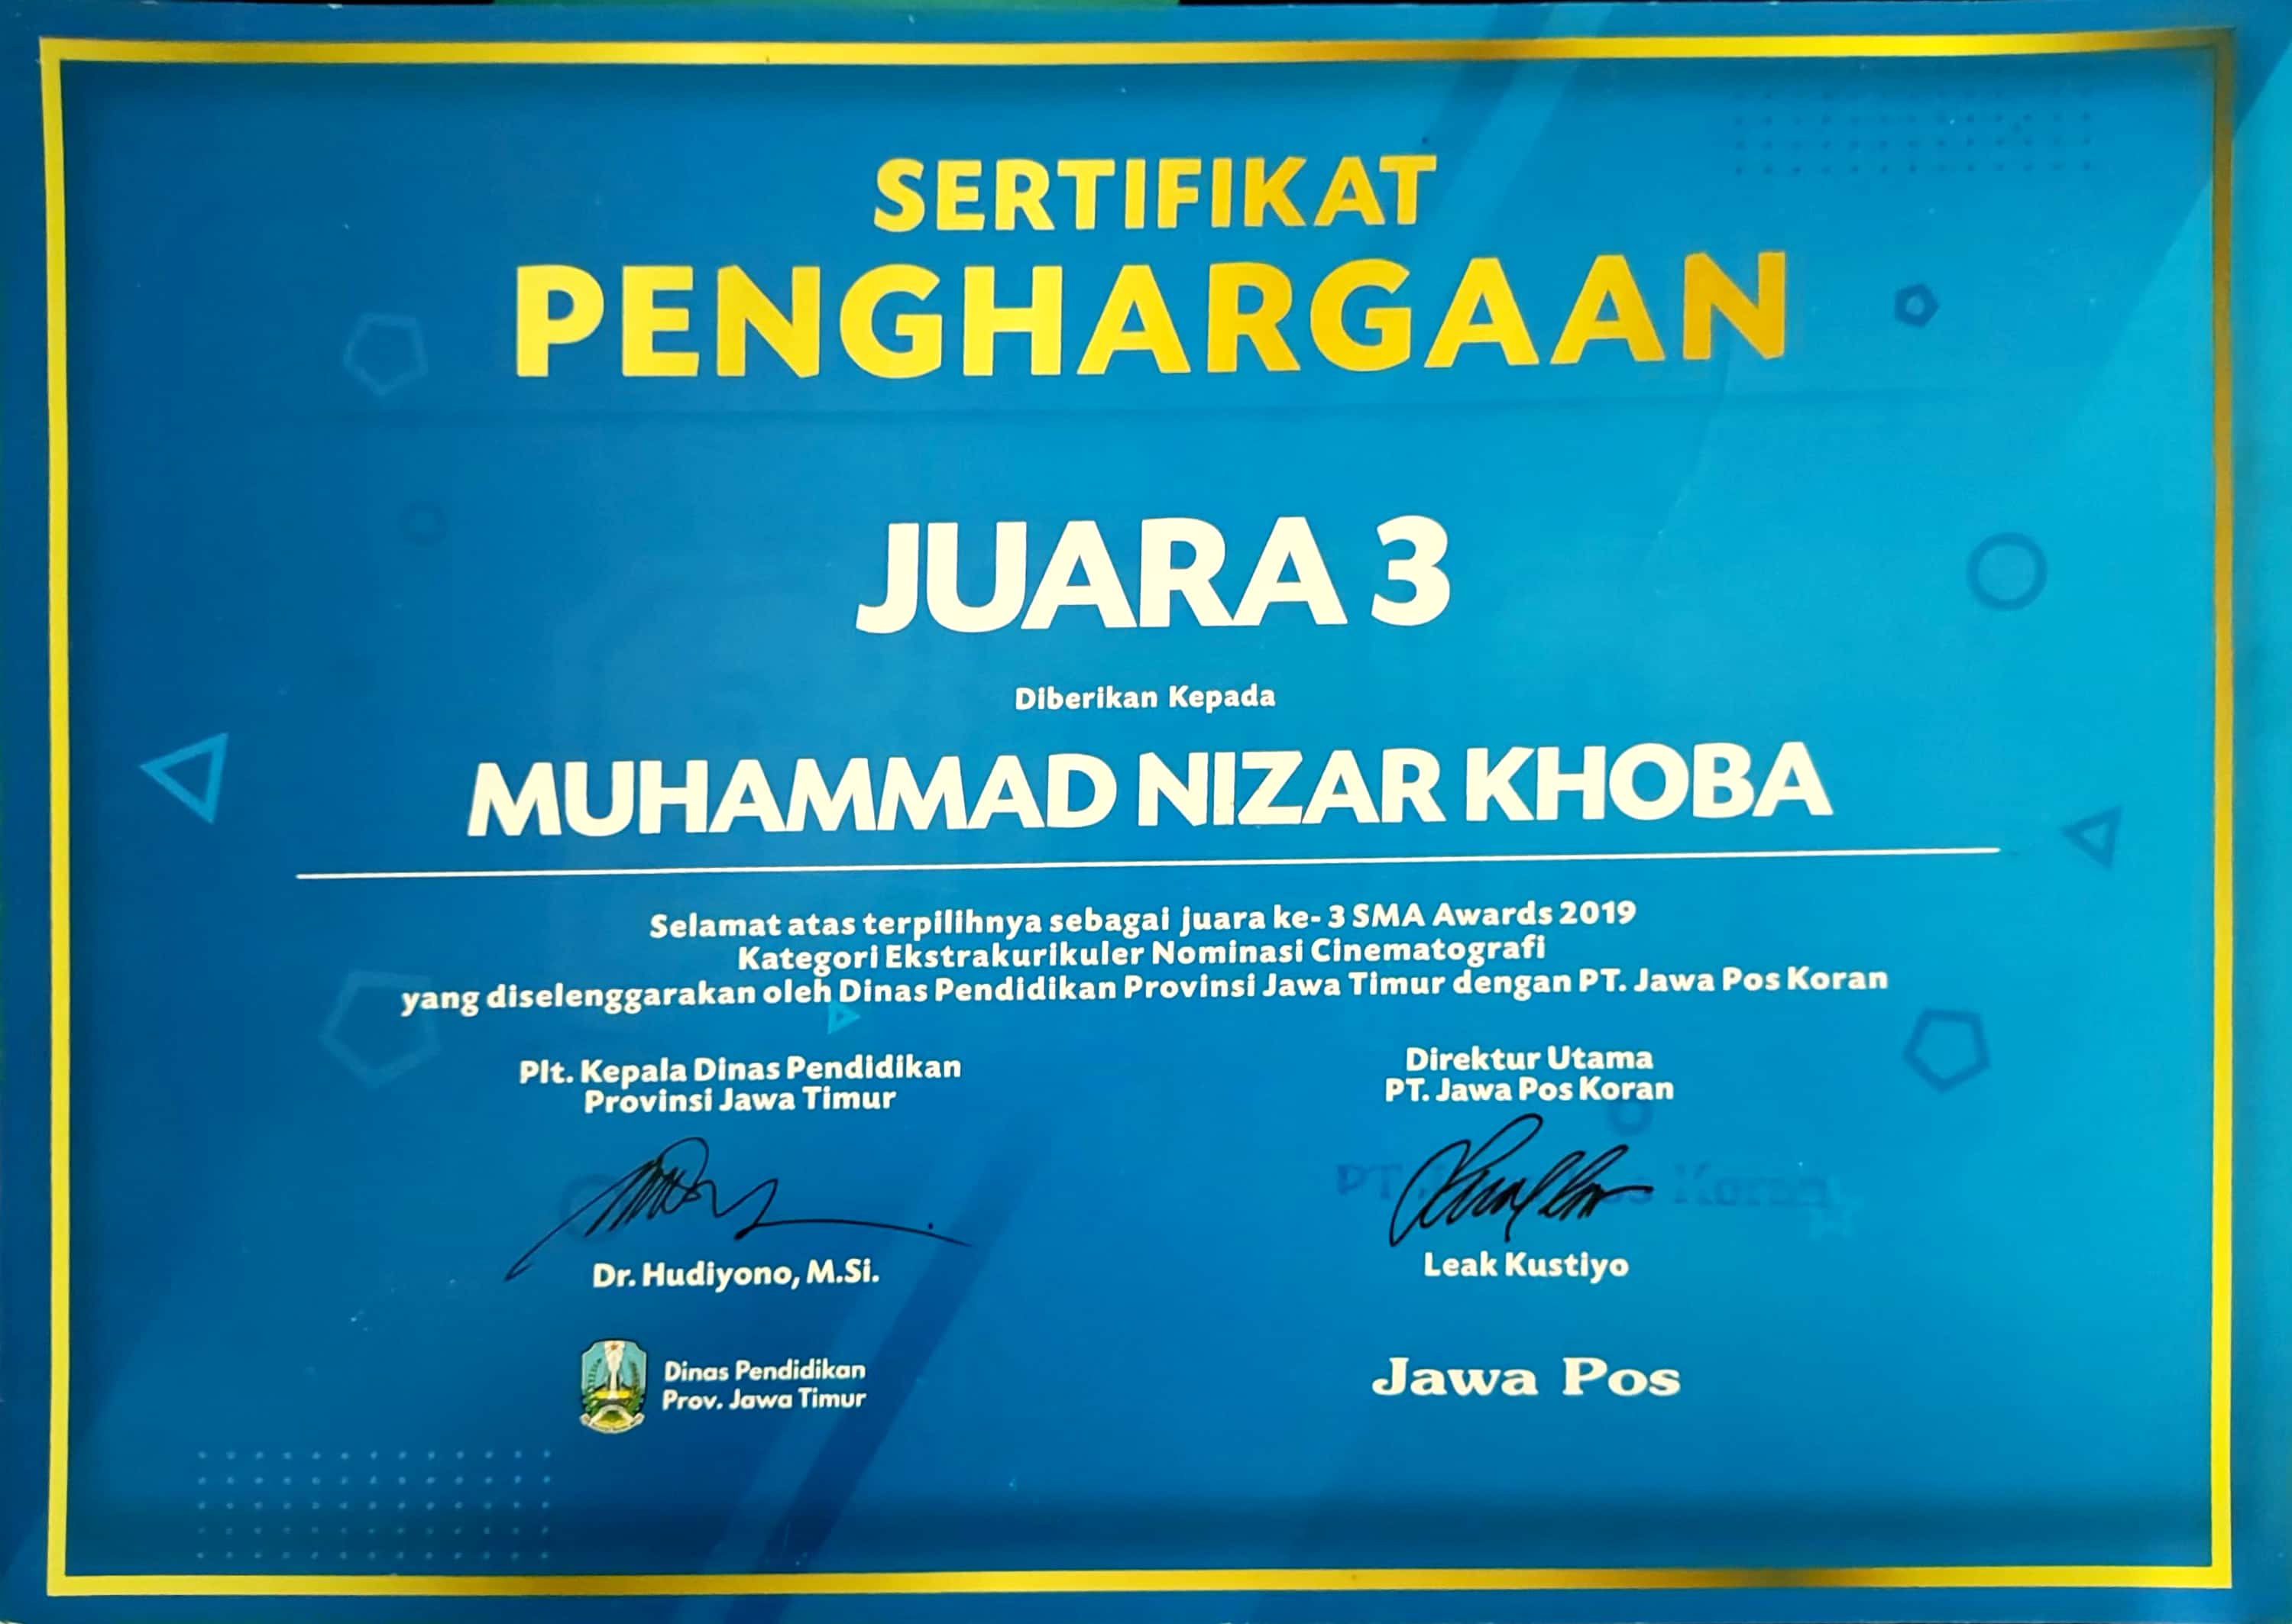 SERTIFIKAT
PENGHARGAAN
JUARA 3
Diberikan Kepada
MUHAMMAD NIZAR KHOBA
Selamat atas terpilihnya sebagai juara ke- 3 SMA Awards 2019
Kategori Ekstrakurikuler Nominasi Cinematografi
yang diselenggarakan oleh Dinas Pendidikan Provinsi Jawa Timur dengan PT. Jawa Pos Koran
Plt. Kepala Dinas Pendidikan
Provinsi Jawa Timur
Dr. Hudiyono, M.Si.
Dinas Pendidikan
Prov. Jawa Timur
Direktur Utama
PT. Jawa Pos Koran
Leak Kustiyo
Jawa Pos